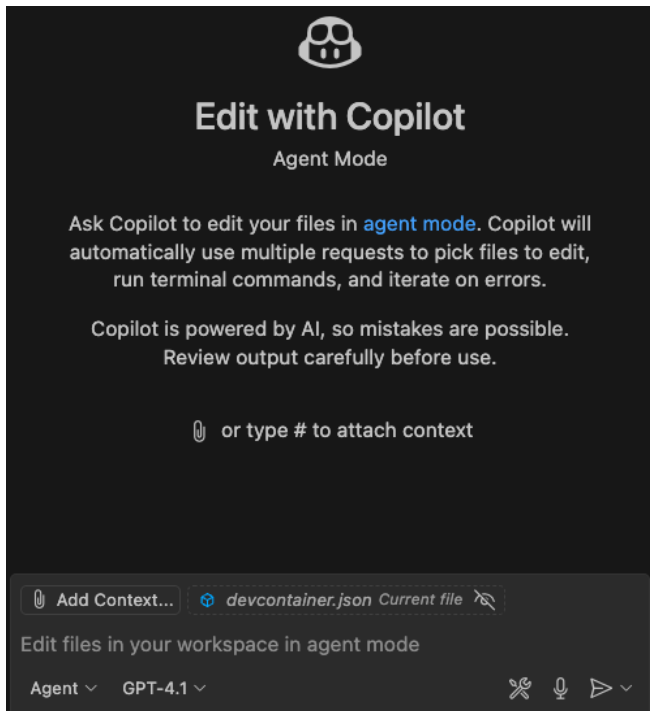 Edit with Copilot
Agent Mode
Ask Copilot to edit your files in agent mode. Copilot will
automatically use multiple requests to pick files to edit,
run terminal commands, and iterate on errors.
Copilot is powered by AI, so mistakes are possible.
Review output carefully before use.
or type # to attach context
Add Context... devcontainer.json Current file
Edit files in your workspace in agent mode
Agent GPT-4.1